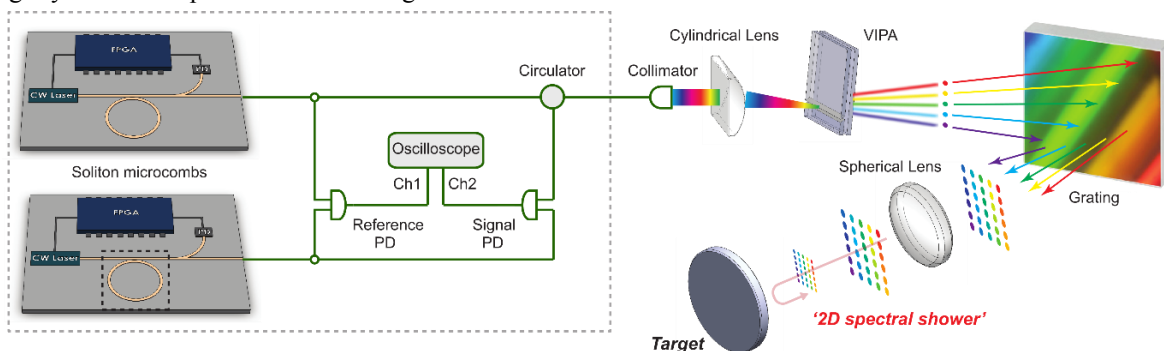 FPGA
CW Laser
Soliton microcombs
FPGA
CW Laser
Circulator
Oscilloscope
Ch1
Ch2
Reference
PD
Signal
PD
Cylindrical Lens
Collimator
VIPA
Spherical Lens
Grating
'2D spectral shower'
Target